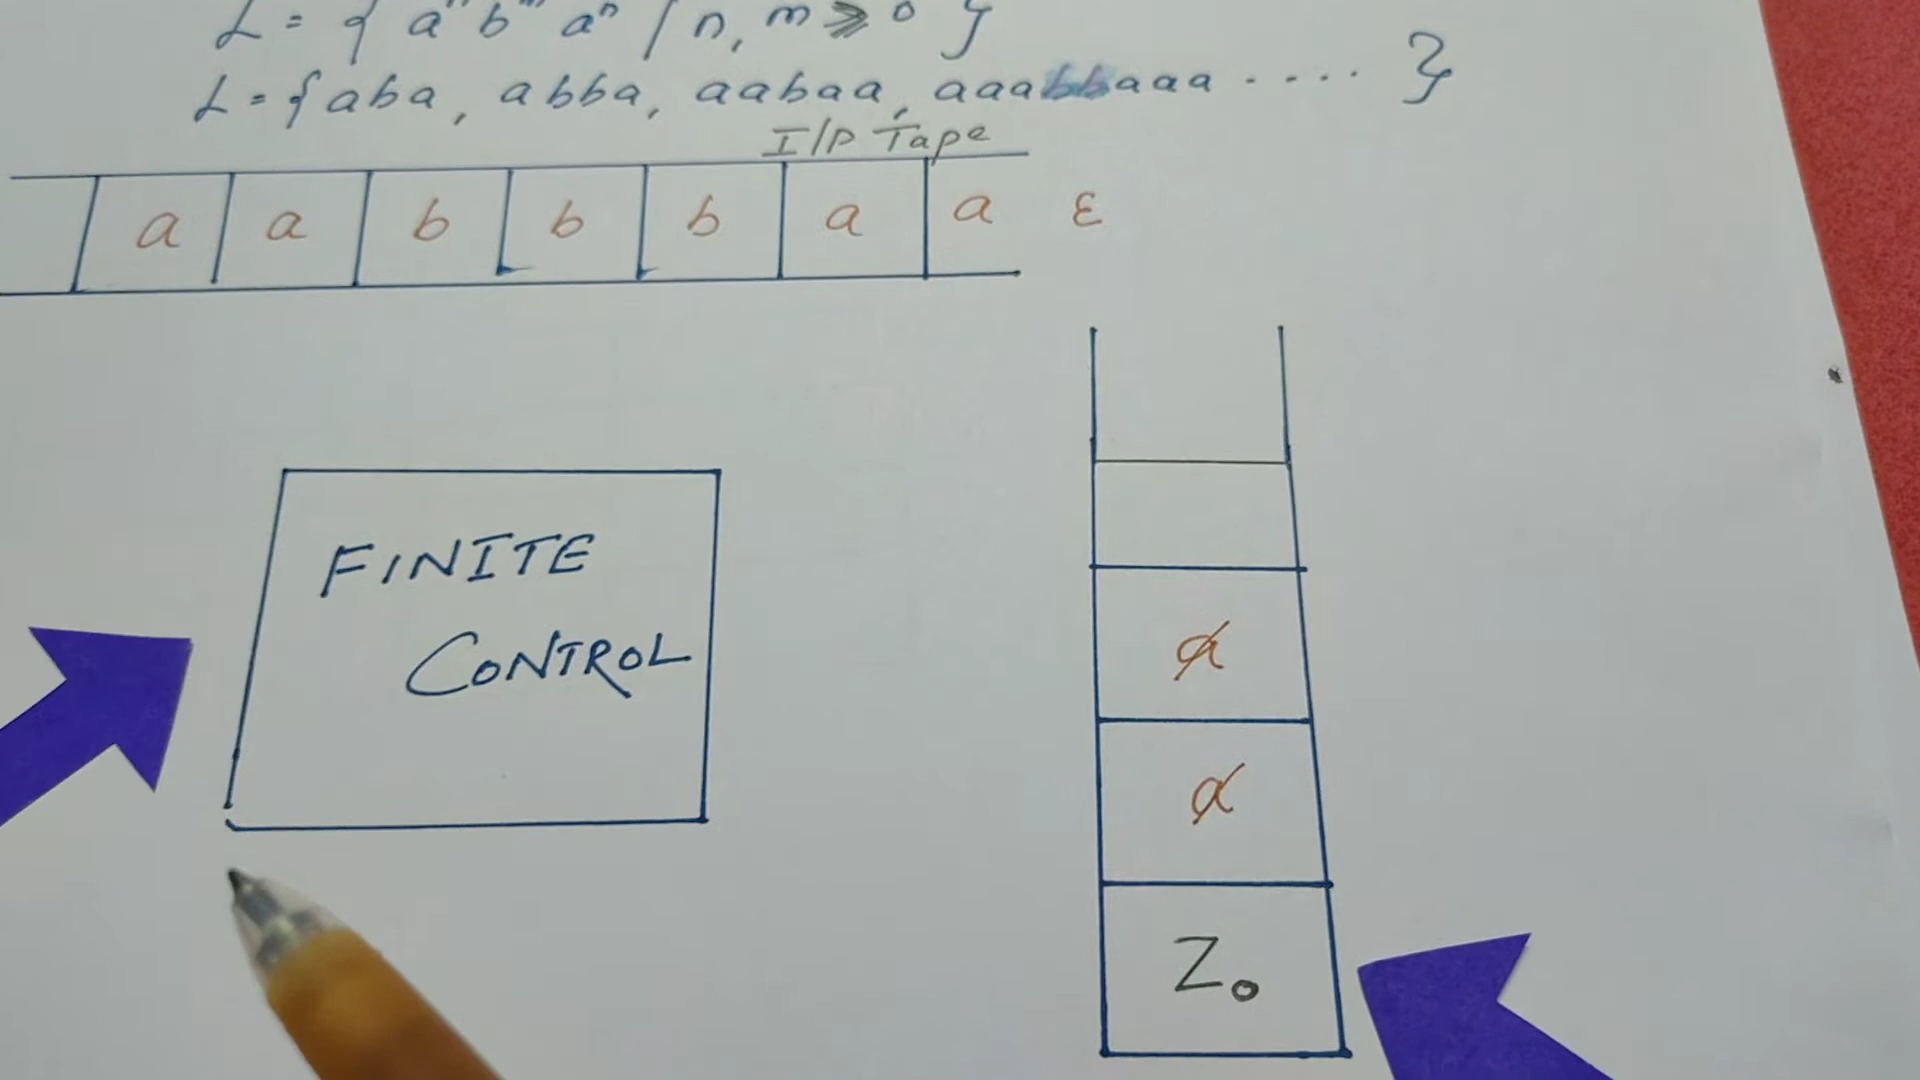 L = { aⁿ bᵐ aⁿ / n, m ⩾ 0 }
L = { aba, abba, aabaa, aaabbaaa .... }
I/P Tape
a a b b b a a ε
FINITE
CONTROL
a
a
Z₀